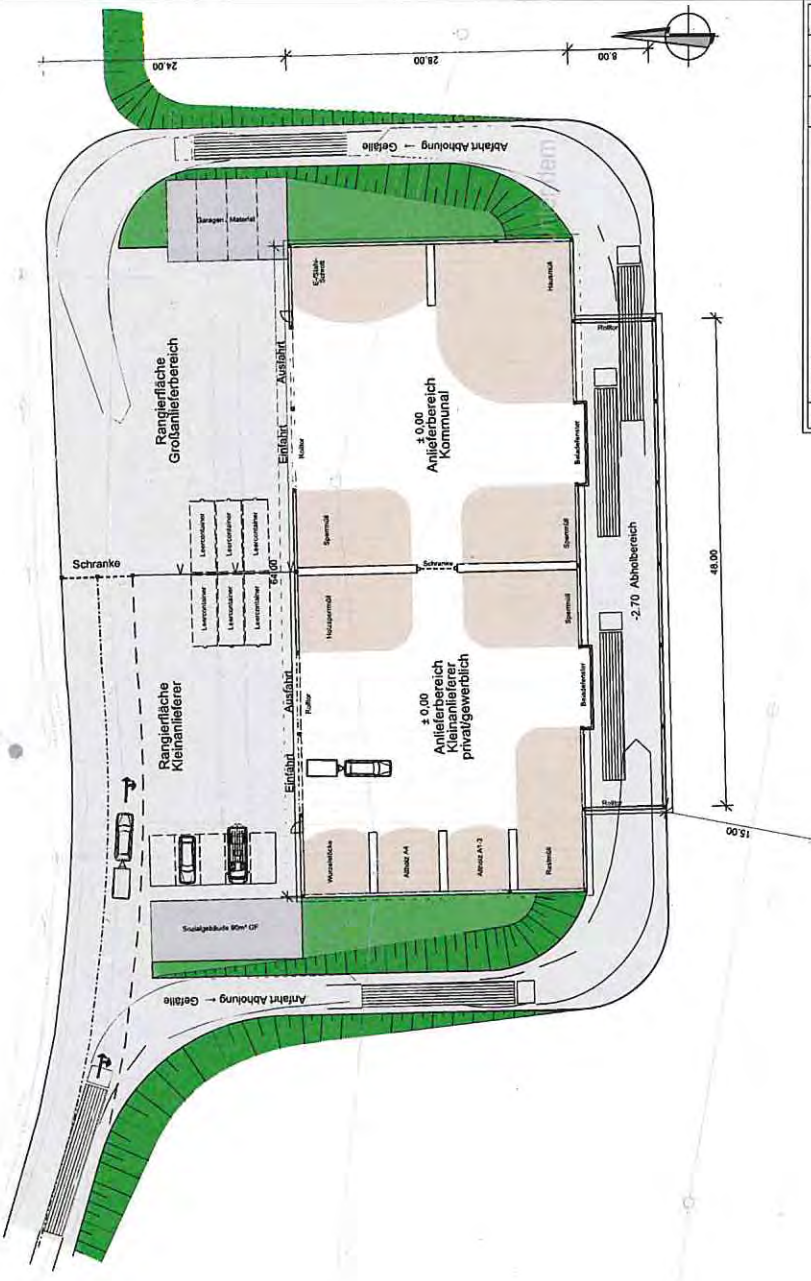 24.00
28.00
8.00
Abfahrt Abholung → Gefälle
Garagen / Material
Rangierfläche
Großanlieferbereich
Leercontainer
Leercontainer
Leercontainer
Leercontainer
Leercontainer
Leercontainer
Schranke
64.00
Rangierfläche
Kleinanlieferer
Einfahrt
Ausfahrt
Einfahrt
Ausfahrt
Rolltor
Rolltor
Sperrmüll
Hausmüll
± 0,00
Anlieferbereich
Kommunal
Sperrmüll
Schranke
Holzsperrmüll
Sperrmüll
± 0,00
Anlieferbereich
Kleinanlieferer
privat/gewerblich
Wurzelstöcke
Altholz A4
Altholz A1-3
Restmüll
Beladefenster
Beladefenster
Rolltor
Rolltor
-2.70 Abholbereich
48.00
15.00
Sozialgebäude 90m² GF
Anfahrt Abholung → Gefälle